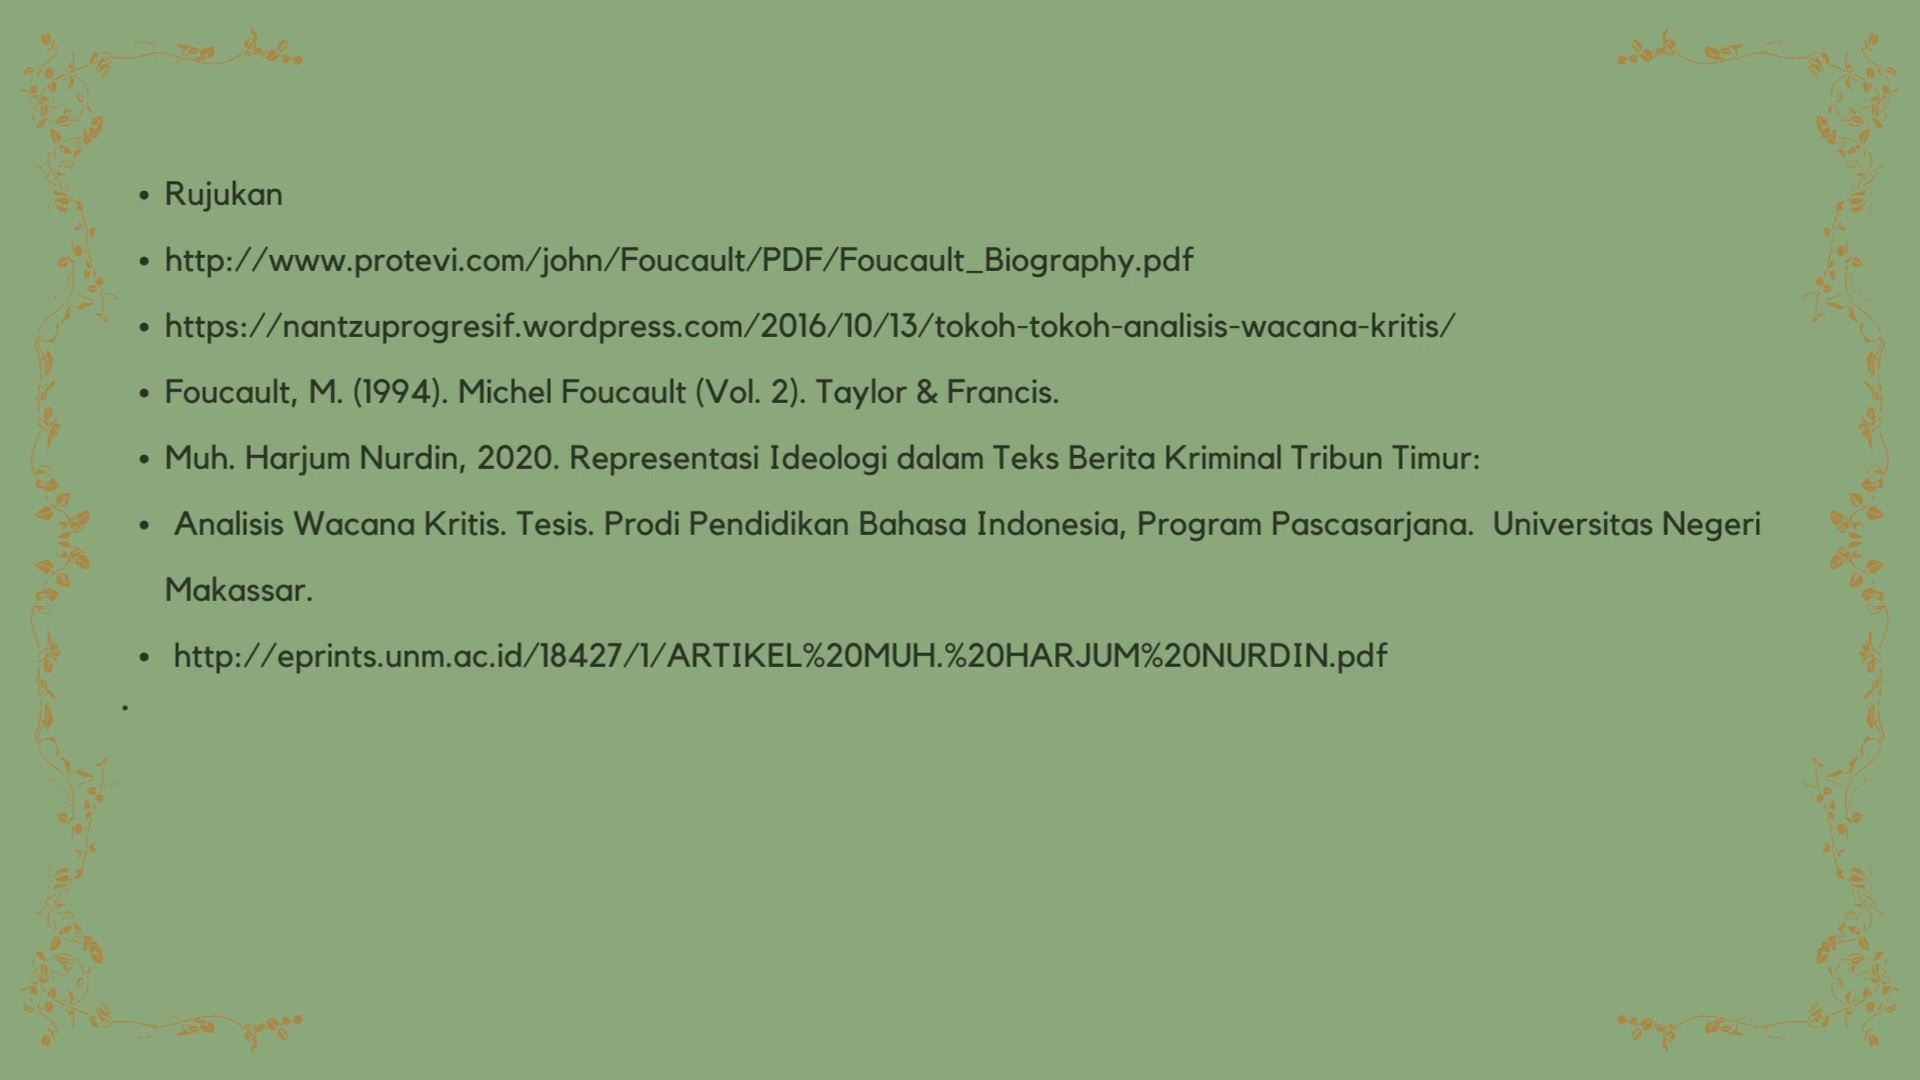 • Rujukan
• http://www.protevi.com/john/Foucault/PDF/Foucault_Biography.pdf
• https://nantzuprogresif.wordpress.com/2016/10/13/tokoh-tokoh-analisis-wacana-kritis/
• Foucault, M. (1994). Michel Foucault (Vol. 2). Taylor & Francis.
• Muh. Harjum Nurdin, 2020. Representasi Ideologi dalam Teks Berita Kriminal Tribun Timur:
• Analisis Wacana Kritis. Tesis. Prodi Pendidikan Bahasa Indonesia, Program Pascasarjana.  Universitas Negeri
Makassar.
• http://eprints.unm.ac.id/18427/1/ARTIKEL%20MUH.%20HARJUM%20NURDIN.pdf
.